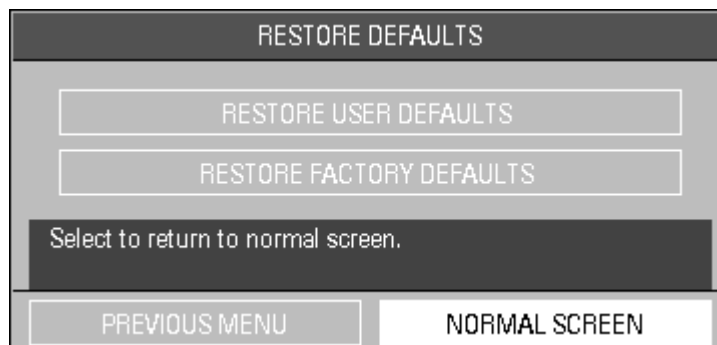 RESTORE DEFAULTS
RESTORE USER DEFAULTS
RESTORE FACTORY DEFAULTS
Select to return to normal screen.
PREVIOUS MENU
NORMAL SCREEN